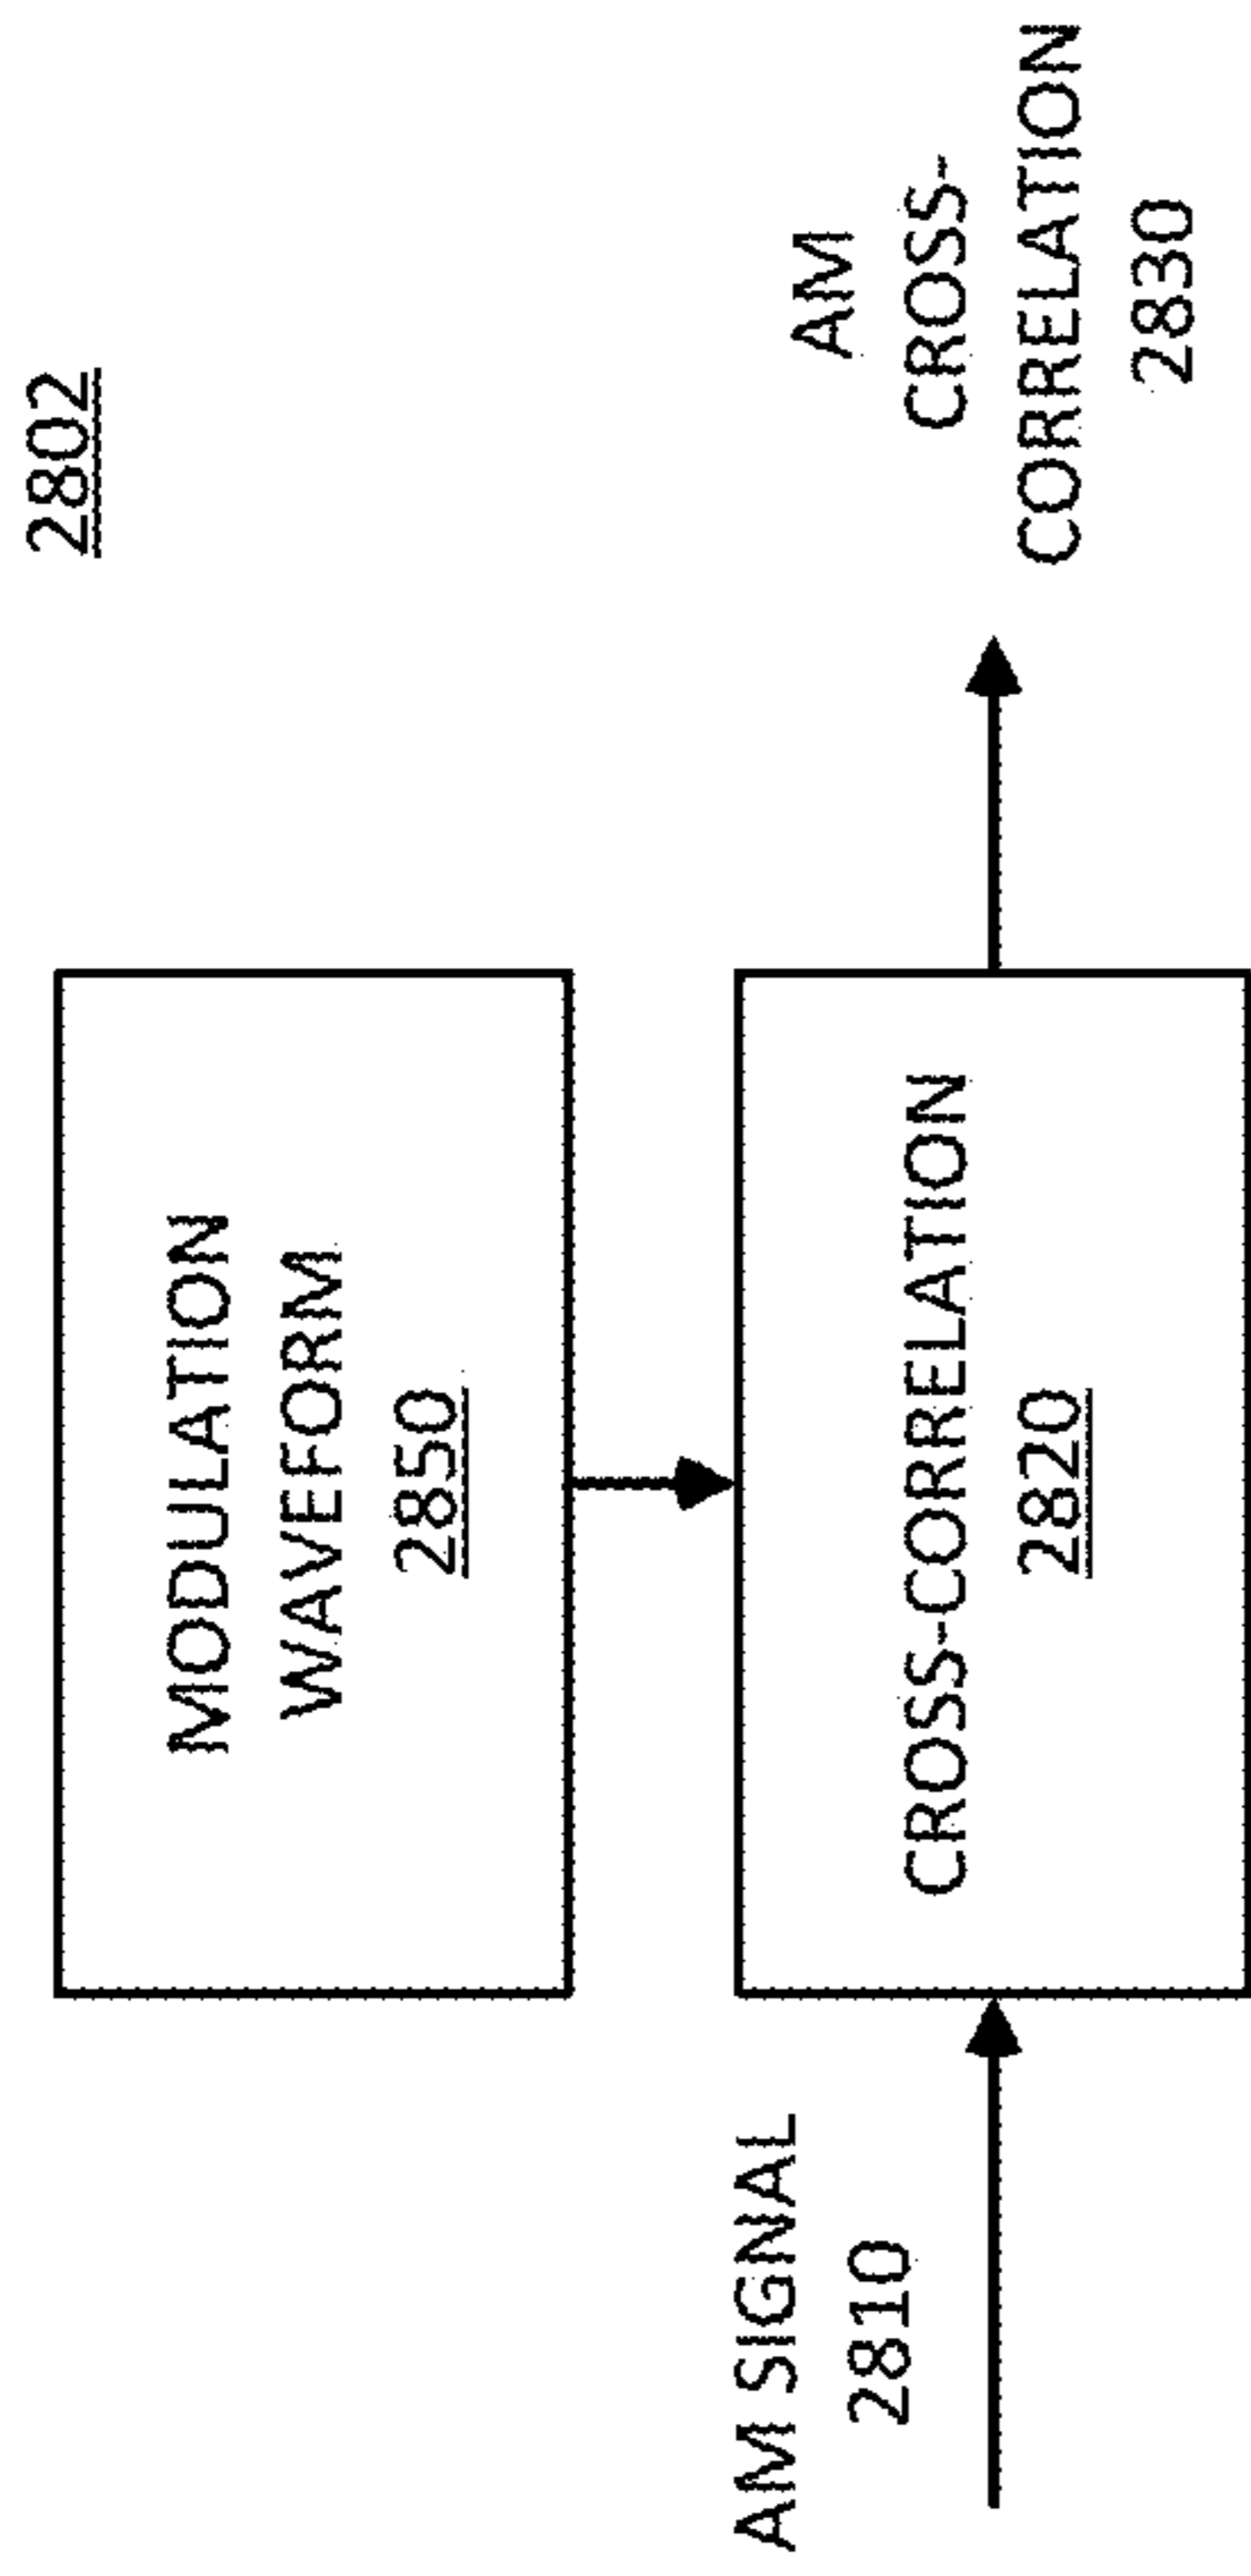 2802
MODULATION
WAVEFORM
2850
AM SIGNAL
2810
CROSS-CORRELATION
2820
AM
CROSS-
CORRELATION
2830